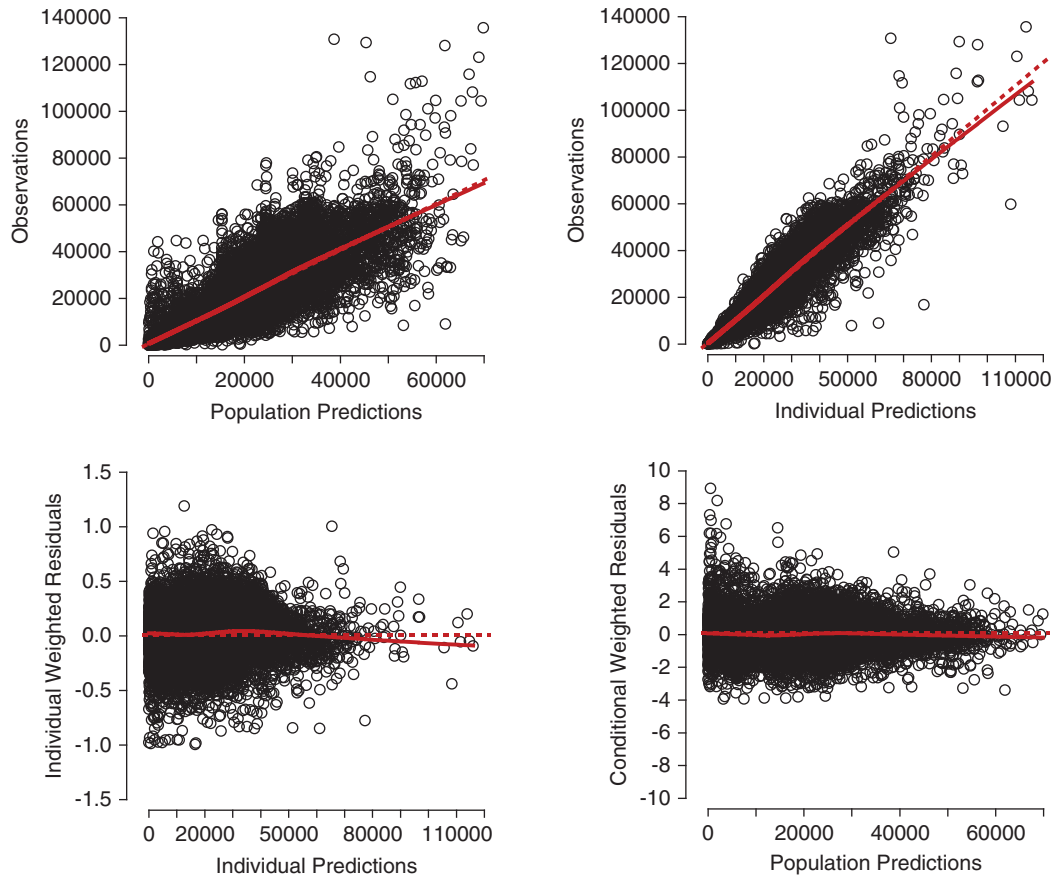 140000
120000
100000
80000
60000
40000
20000
0
Observations
0 20000 40000 60000
Population Predictions
140000
120000
100000
80000
60000
40000
20000
0
Observations
0 20000 50000 80000 110000
Individual Predictions
1.5
1.0
0.5
0.0
-0.5
-1.0
-1.5
Individual Weighted Residuals
0 20000 50000 80000 110000
Individual Predictions
10
8
6
4
2
0
-2
-4
-6
-8
-10
Conditional Weighted Residuals
0 20000 40000 60000
Population Predictions